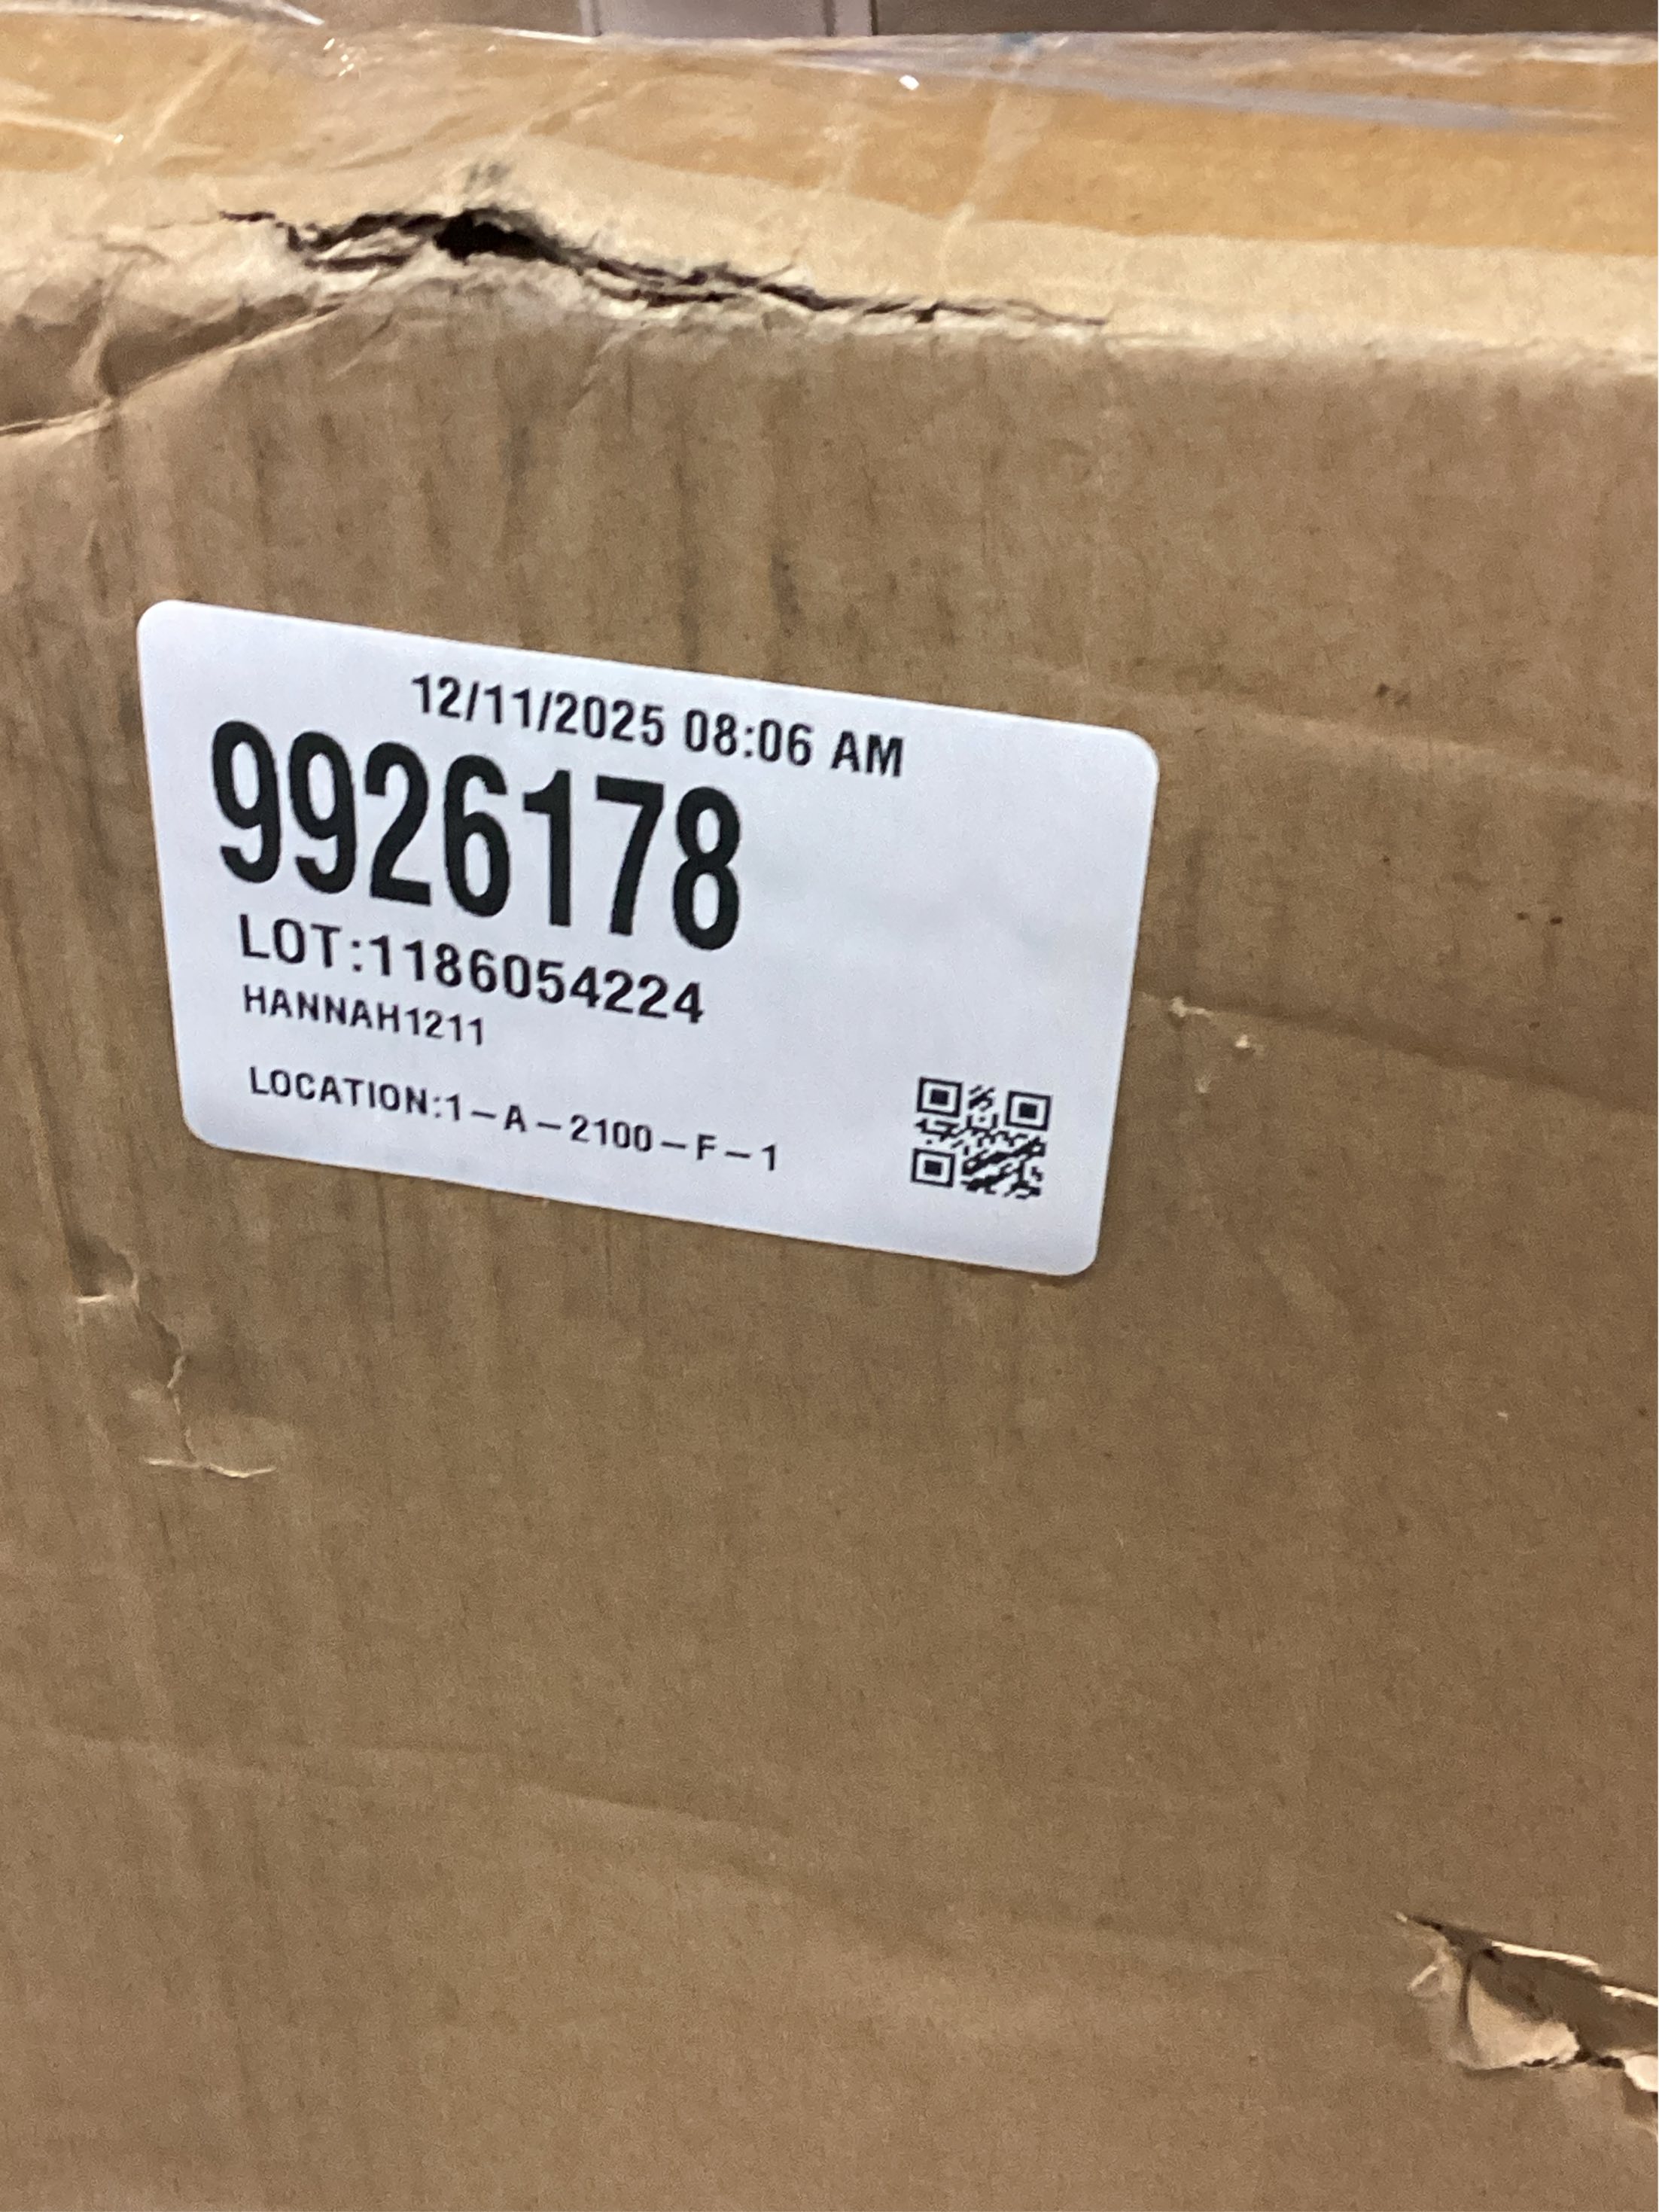 12/11/2025 08:06 AM
9926178
LOT:1186054224
HANNAH1211
LOCATION:1-A-2100-F-1